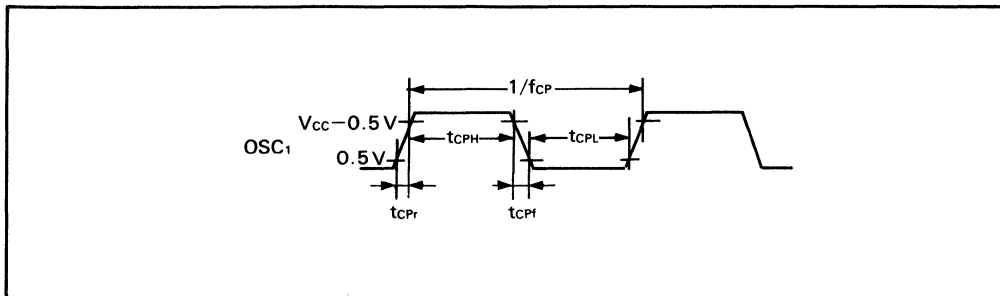 1/fCP
VCC−0.5 V
tCPH
tCPL
OSC1
0.5 V
tCPr
tCPf